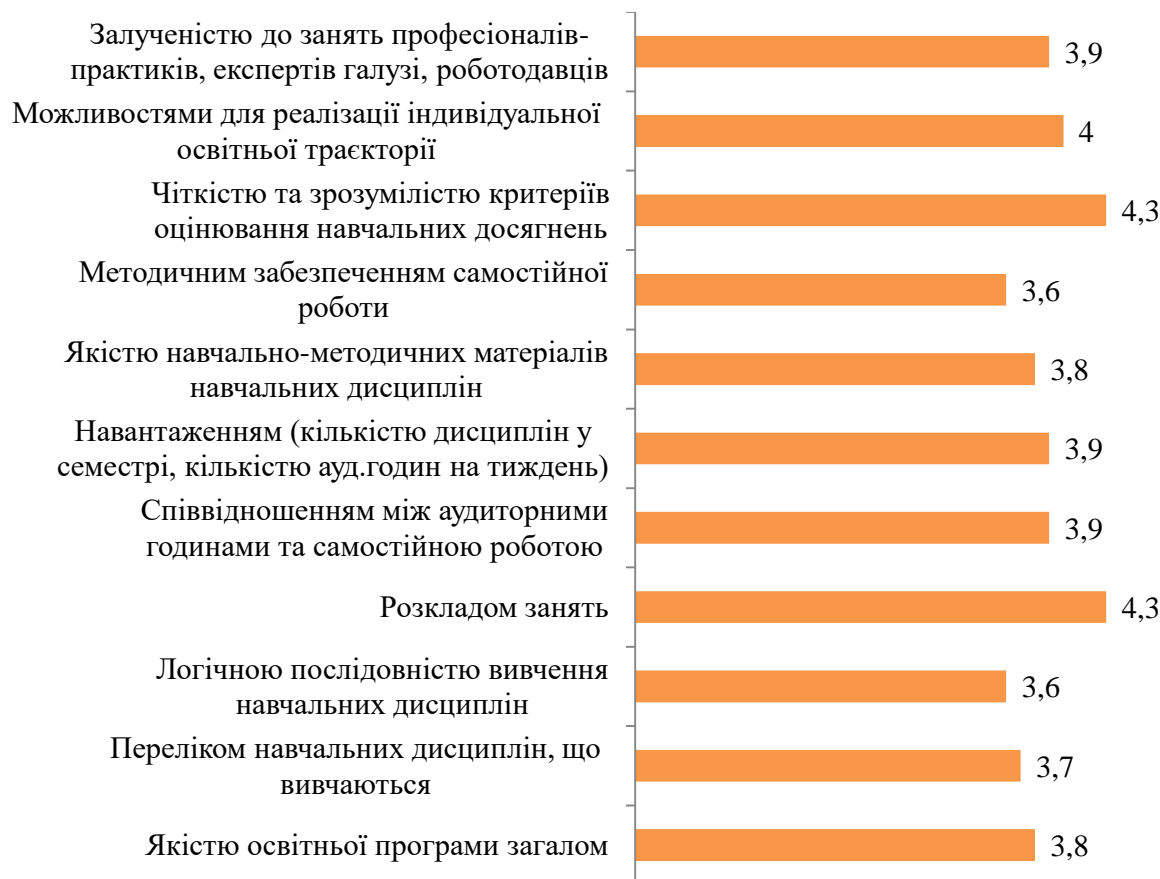 Залученістю до занять професіоналів-
практиків, експертів галузі, роботодавців
3,9
Можливостями для реалізації індивідуальної
освітньої траєкторії
4
Чіткістю та зрозумілістю критеріїв
оцінювання навчальних досягнень
4,3
Методичним забезпеченням самостійної
роботи
3,6
Якістю навчально-методичних матеріалів
навчальних дисциплін
3,8
Навантаженням (кількістю дисциплін у
семестрі, кількістю ауд.годин на тиждень)
3,9
Співвідношенням між аудиторними
годинами та самостійною роботою
3,9
Розкладом занять
4,3
Логічною послідовністю вивчення
навчальних дисциплін
3,6
Переліком навчальних дисциплін, що
вивчаються
3,7
Якістю освітньої програми загалом
3,8